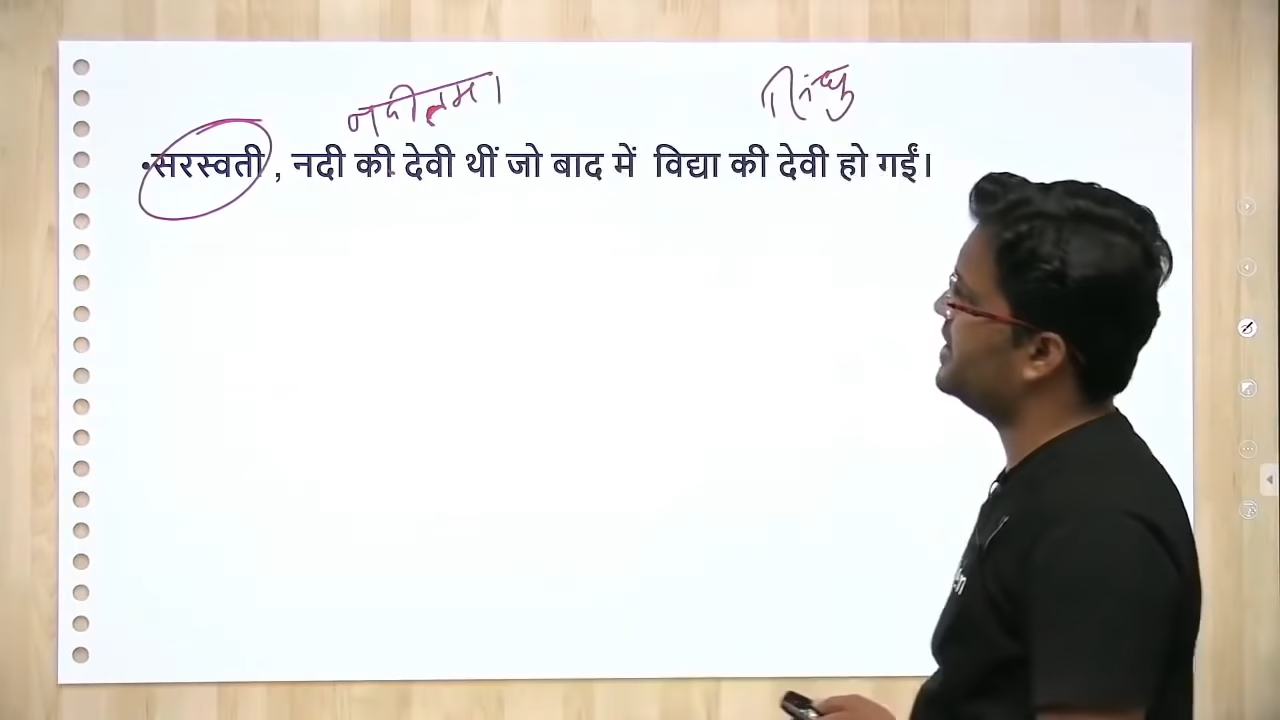 नदीतमा
सिंधु
•सरस्वती , नदी की देवी थीं जो बाद में विद्या की देवी हो गईं।